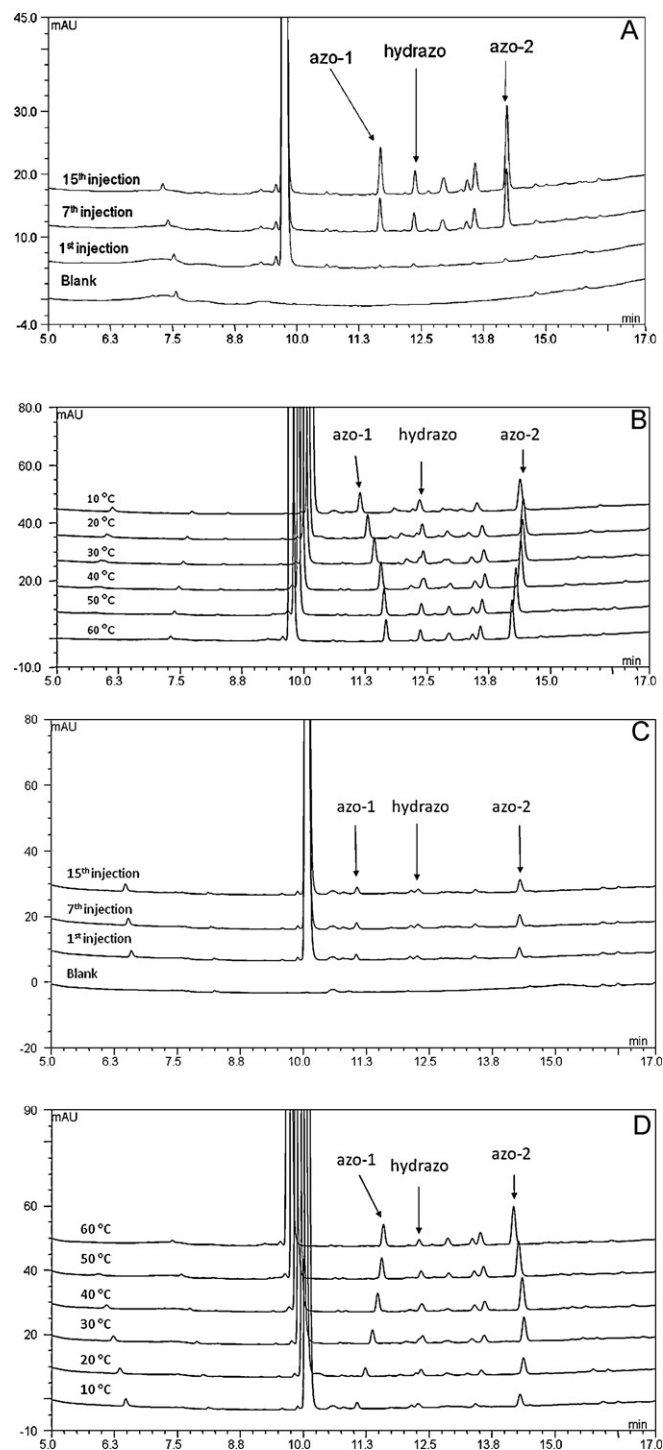 45.0
mAU
A
azo-1
hydrazo
azo-2
30.0
20.0
15th injection
7th injection
10.0
1st injection
Blank
-4.0
min
5.0 6.3 7.5 8.8 10.0 11.3 12.5 13.8 15.0 17.0
80.0
mAU
B
azo-1
hydrazo
azo-2
10 °C
40.0
20 °C
30 °C
20.0
40 °C
50 °C
60 °C
-10.0
min
5.0 6.3 7.5 8.8 10.0 11.3 12.5 13.8 15.0 17.0
80
mAU
C
60
azo-1
hydrazo
azo-2
40
15th injection
20
7th injection
1st injection
0
Blank
-20
min
5.0 6.3 7.5 8.8 10.0 11.3 12.5 13.8 15.0 17.0
90
mAU
D
azo-1
hydrazo
azo-2
60
60 °C
50 °C
40
40 °C
20
30 °C
20 °C
10 °C
-10
min
5.0 6.3 7.5 8.8 10.0 11.3 12.5 13.8 15.0 17.0